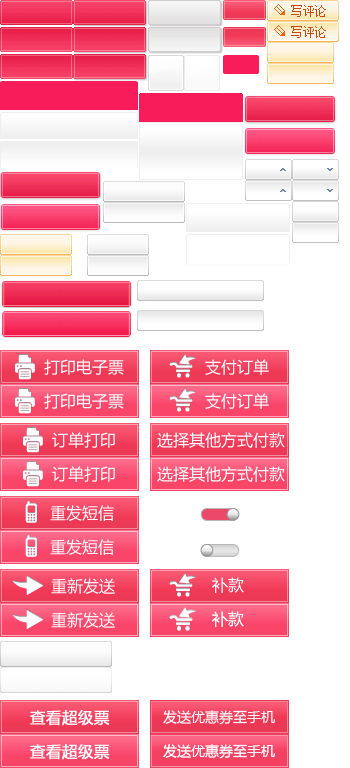 写评论
写评论
打印电子票
支付订单
打印电子票
支付订单
订单打印
选择其他方式付款
订单打印
选择其他方式付款
重发短信
重发短信
重新发送
补款
重新发送
补款
查看超级票
发送优惠券至手机
查看超级票
发送优惠券至手机